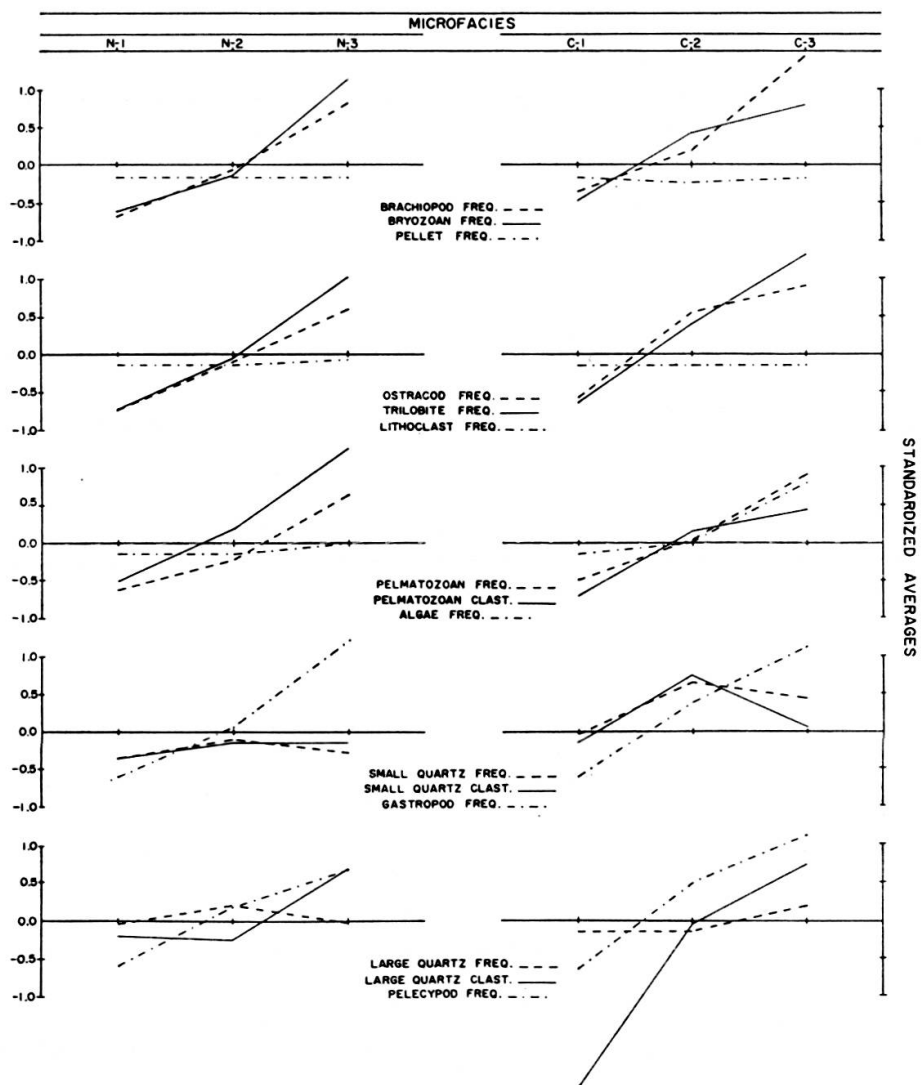 MICROFACIES
N-1 N-2 N-3 C-1 C-2 C-3
1.0
0.5
0.0
-0.5
-1.0
BRACHIOPOD FREQ.
BRYOZOAN FREQ.
PELLET FREQ.
1.0
0.5
0.0
-0.5
-1.0
OSTRACOD FREQ.
TRILOBITE FREQ.
LITHOCLAST FREQ.
1.0
0.5
0.0
-0.5
-1.0
PELMATOZOAN FREQ.
PELMATOZOAN CLAST.
ALGAE FREQ.
1.0
0.5
0.0
-0.5
-1.0
SMALL QUARTZ FREQ.
SMALL QUARTZ CLAST.
GASTROPOD FREQ.
1.0
0.5
0.0
-0.5
-1.0
LARGE QUARTZ FREQ.
LARGE QUARTZ CLAST.
PELECYPOD FREQ.
STANDARDIZED AVERAGES